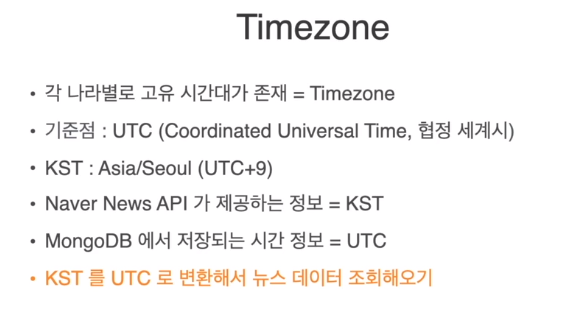 Timezone
• 각 나라별로 고유 시간대가 존재 = Timezone
• 기준점 : UTC (Coordinated Universal Time, 협정 세계시)
• KST : Asia/Seoul (UTC+9)
• Naver News API 가 제공하는 정보 = KST
• MongoDB 에서 저장되는 시간 정보 = UTC
• KST 를 UTC 로 변환해서 뉴스 데이터 조회해오기